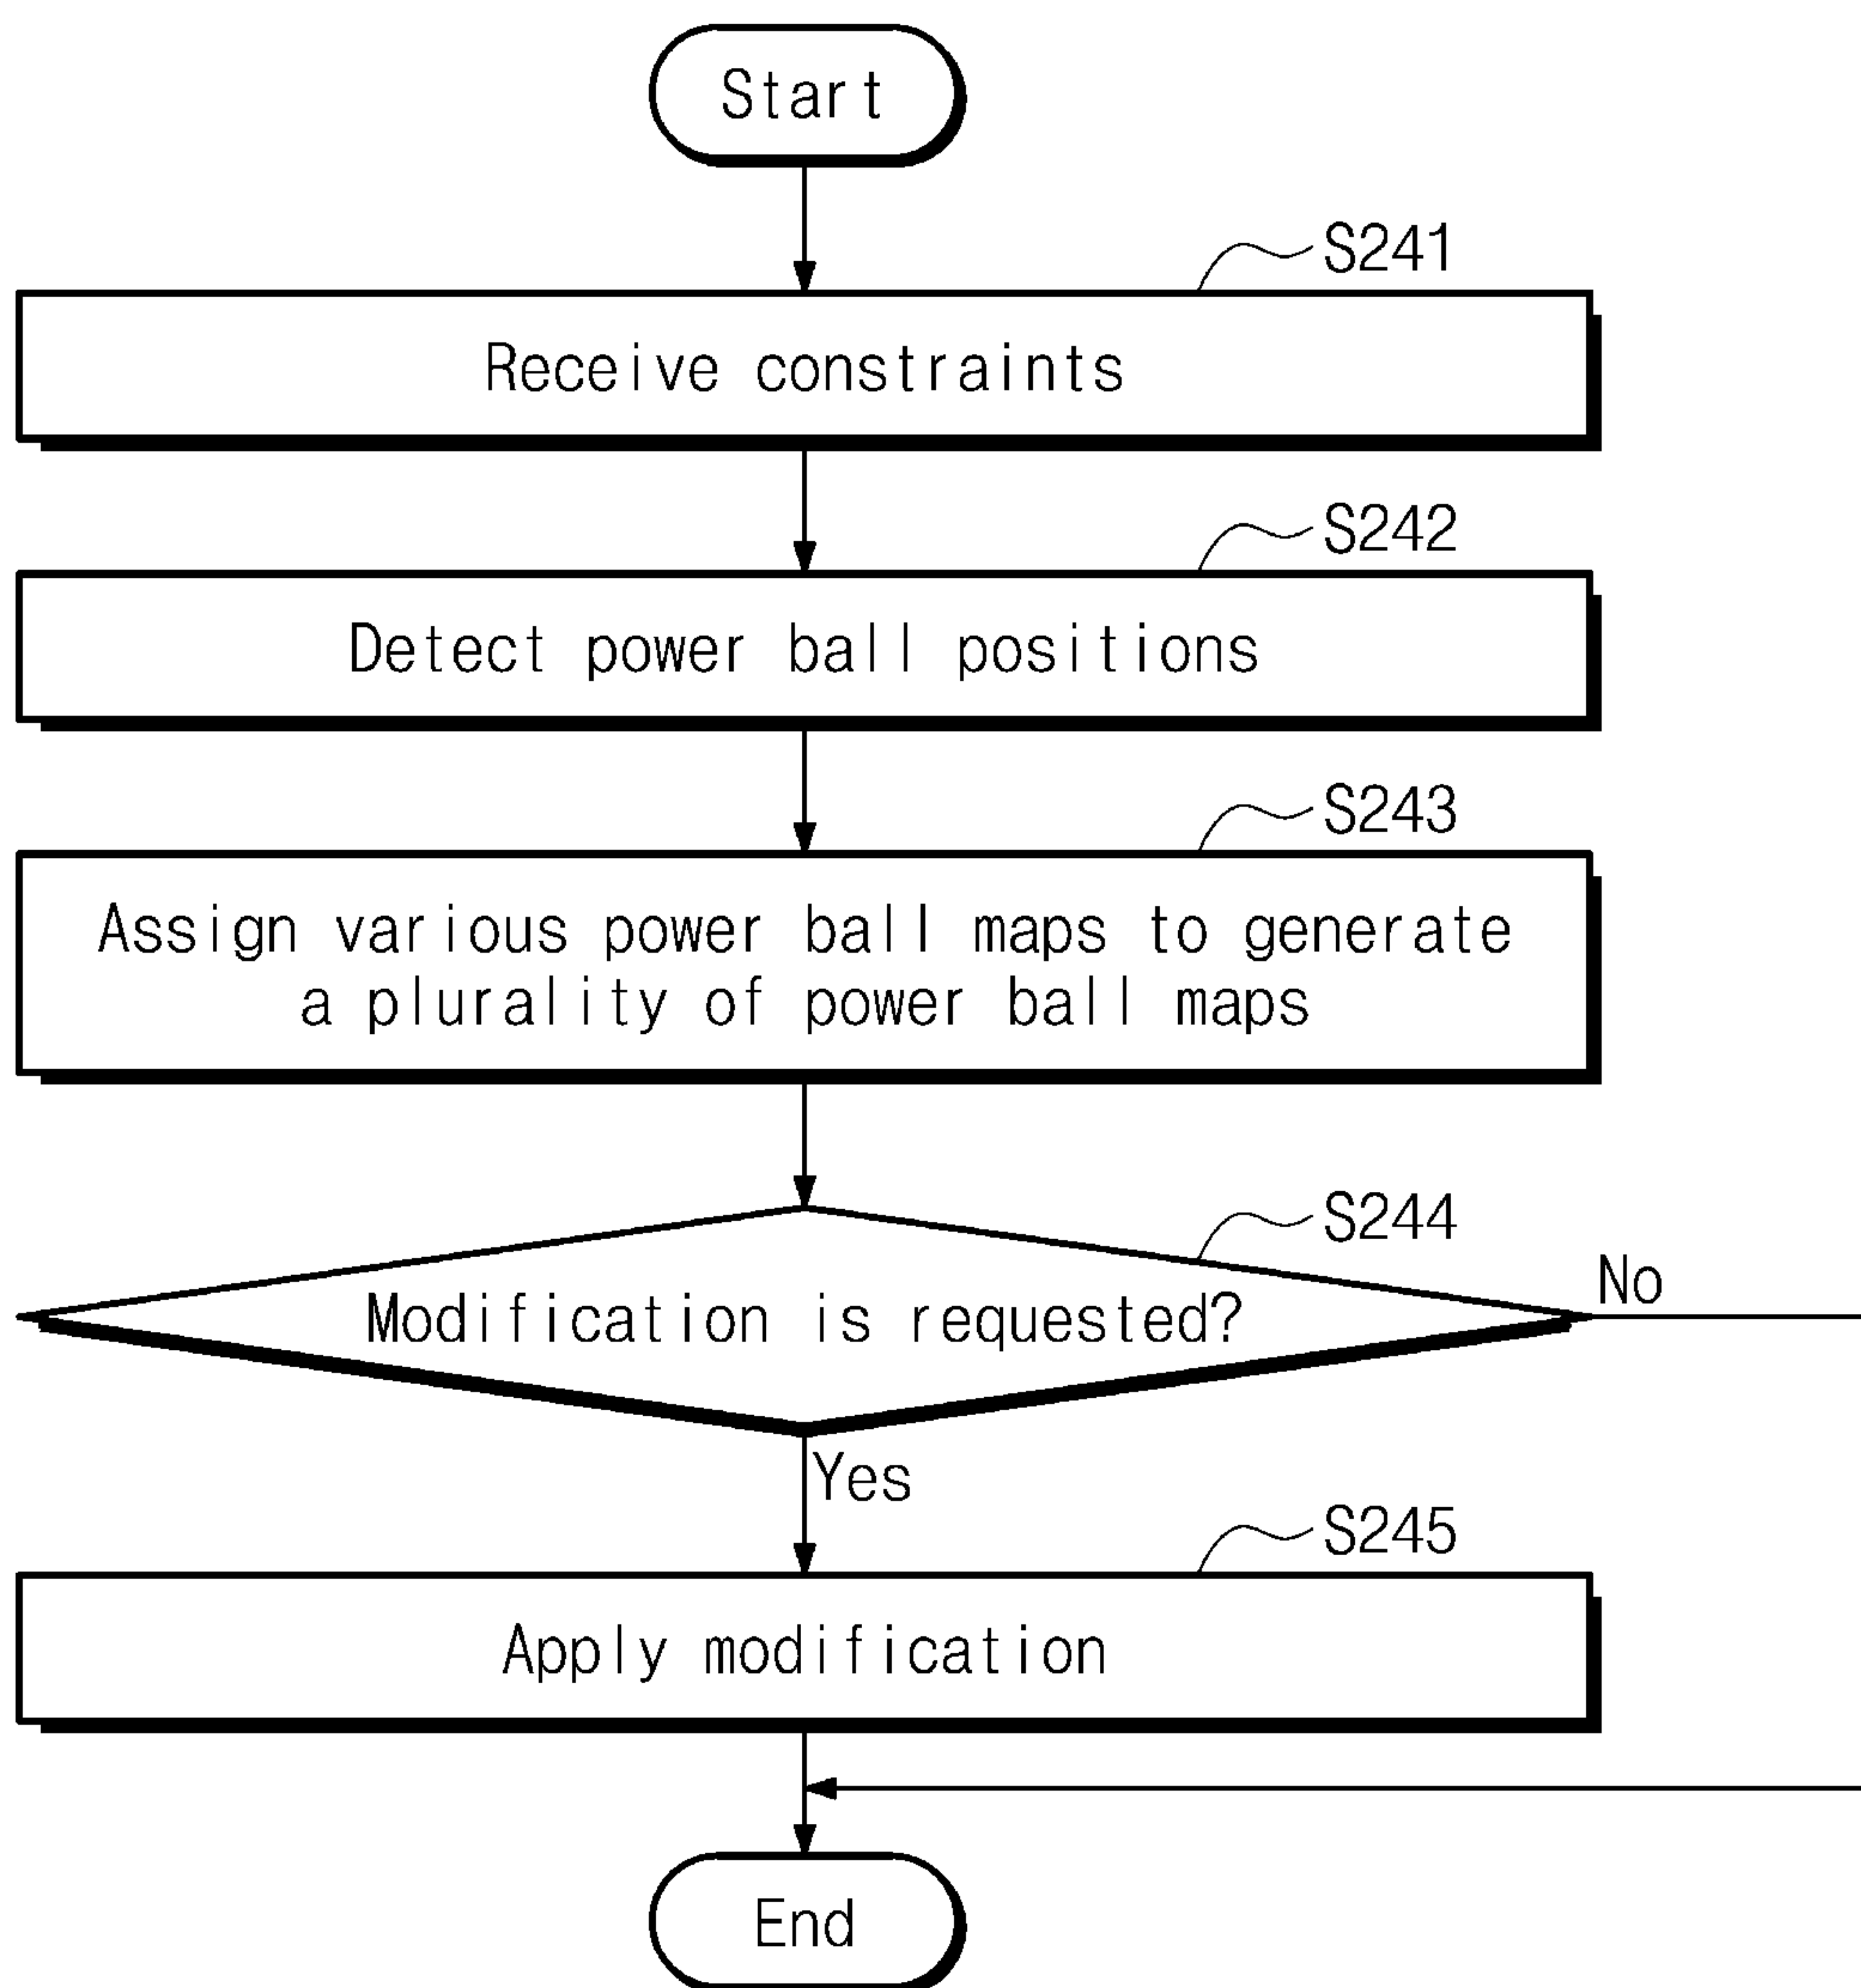 Start
S241
Receive constraints
S242
Detect power ball positions
S243
Assign various power ball maps to generate
a plurality of power ball maps
S244
Modification is requested?
No
Yes
S245
Apply modification
End